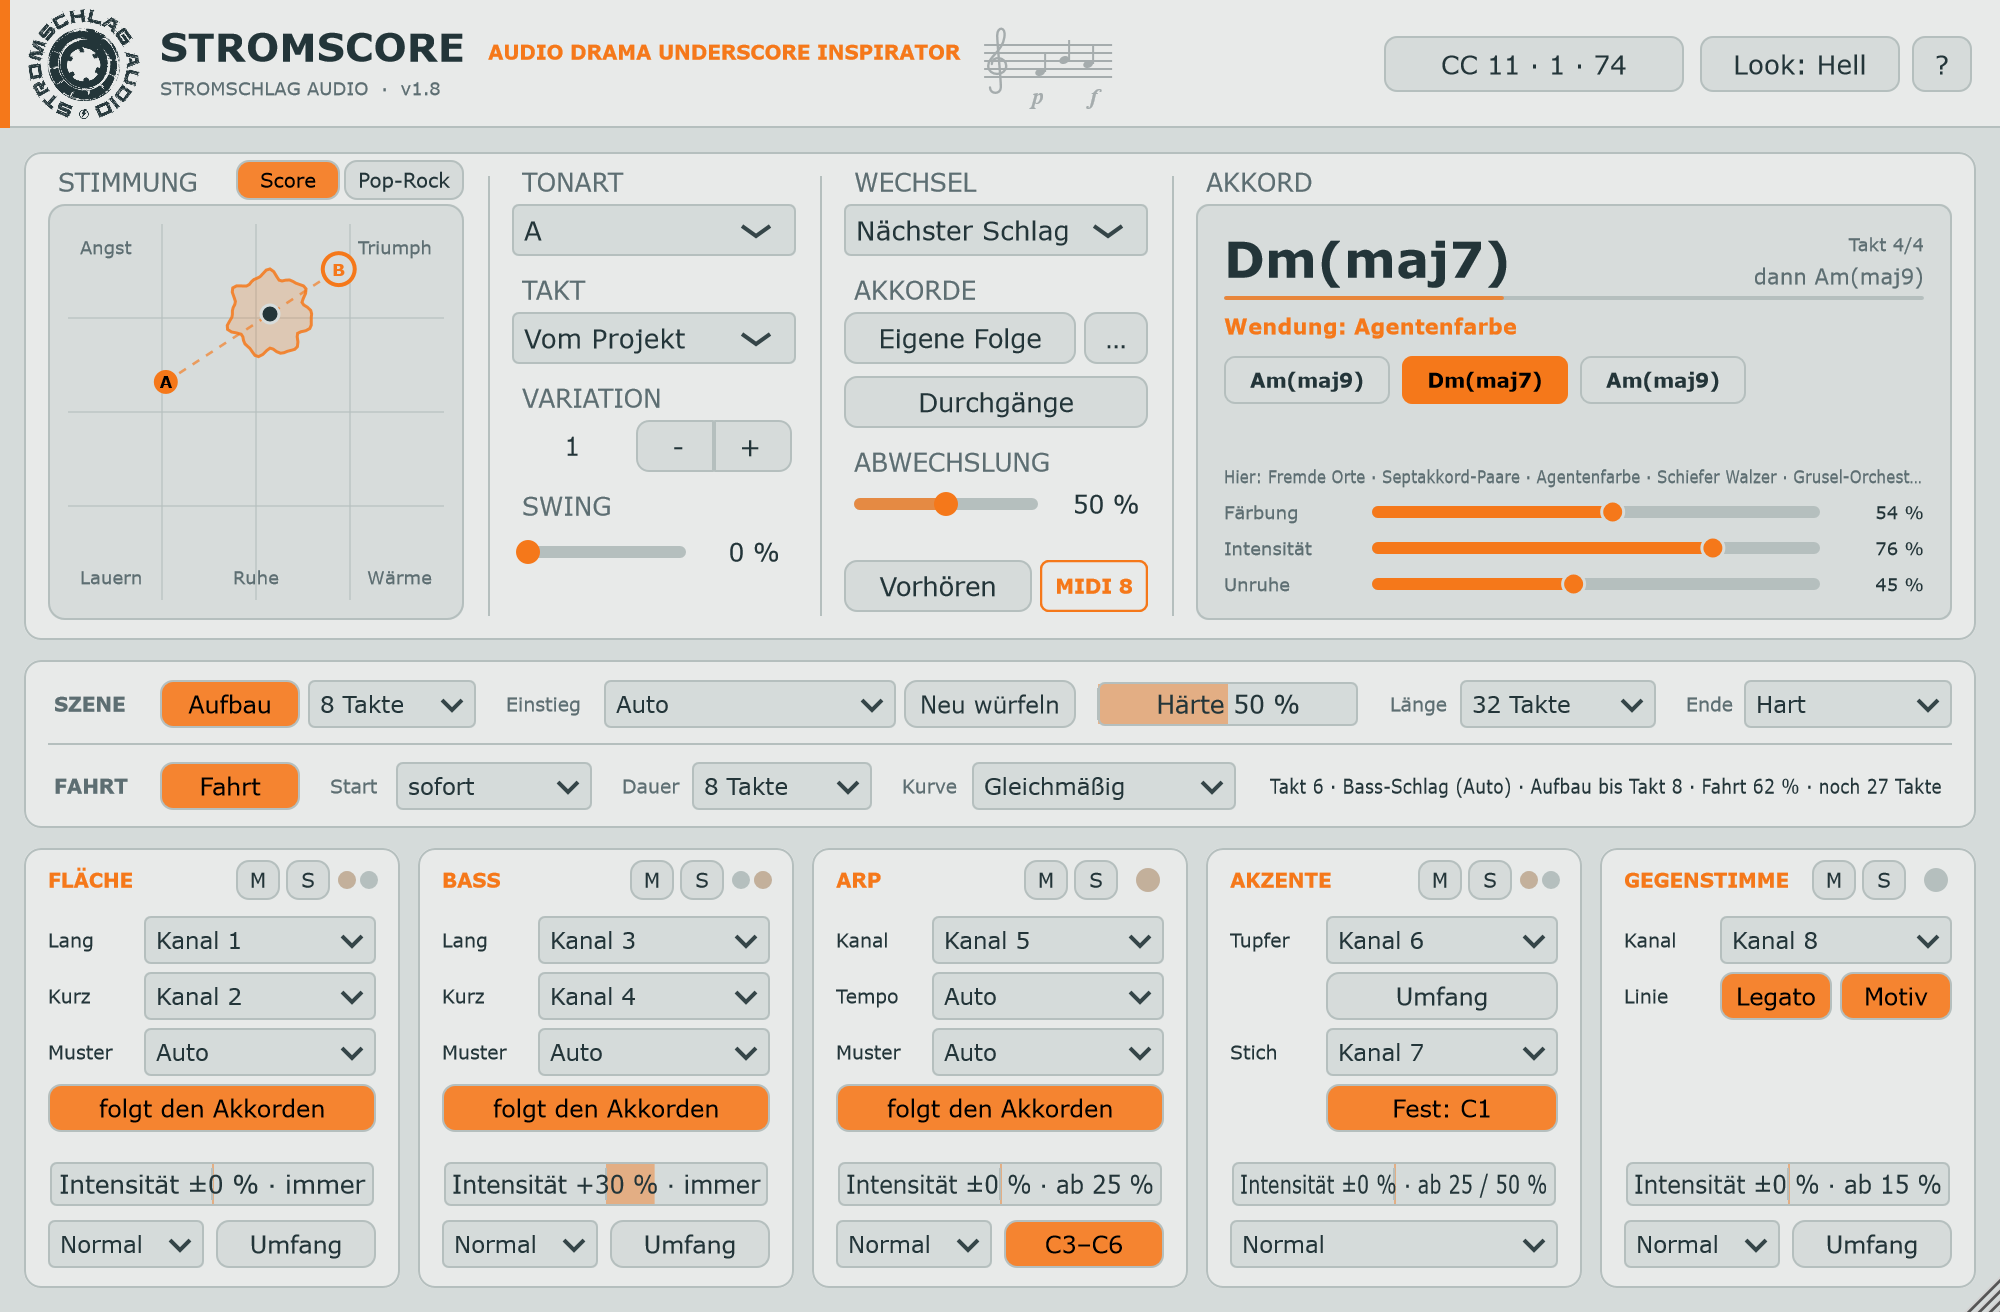 STROMSCHLAG AUDIO · STROMSCHLAG AUDIO
STROMSCORE
AUDIO DRAMA UNDERSCORE INSPIRATOR
STROMSCHLAG AUDIO · v1.8
p f
CC 11 · 1 · 74
Look: Hell
?
STIMMUNG
Score
Pop-Rock
Angst
Triumph
B
A
Lauern
Ruhe
Wärme
TONART
A
TAKT
Vom Projekt
VARIATION
1
-
+
SWING
0 %
WECHSEL
Nächster Schlag
AKKORDE
Eigene Folge
...
Durchgänge
ABWECHSLUNG
50 %
Vorhören
MIDI 8
AKKORD
Dm(maj7)
Takt 4/4
dann Am(maj9)
Wendung: Agentenfarbe
Am(maj9)
Dm(maj7)
Am(maj9)
Hier: Fremde Orte · Septakkord-Paare · Agentenfarbe · Schiefer Walzer · Grusel-Orchest...
Färbung 54 %
Intensität 76 %
Unruhe 45 %
SZENE Aufbau 8 Takte Einstieg Auto Neu würfeln Härte 50 % Länge 32 Takte Ende Hart
FAHRT Fahrt Start sofort Dauer 8 Takte Kurve Gleichmäßig Takt 6 · Bass-Schlag (Auto) · Aufbau bis Takt 8 · Fahrt 62 % · noch 27 Takte
FLÄCHE M S
Lang Kanal 1
Kurz Kanal 2
Muster Auto
folgt den Akkorden
Intensität ±0 % · immer
Normal Umfang
BASS M S
Lang Kanal 3
Kurz Kanal 4
Muster Auto
folgt den Akkorden
Intensität +30 % · immer
Normal Umfang
ARP M S
Kanal Kanal 5
Tempo Auto
Muster Auto
folgt den Akkorden
Intensität ±0 % · ab 25 %
Normal C3–C6
AKZENTE M S
Tupfer Kanal 6
Umfang
Stich Kanal 7
Fest: C1
Intensität ±0 % · ab 25 / 50 %
Normal
GEGENSTIMME M S
Kanal Kanal 8
Linie Legato Motiv
Intensität ±0 % · ab 15 %
Normal Umfang